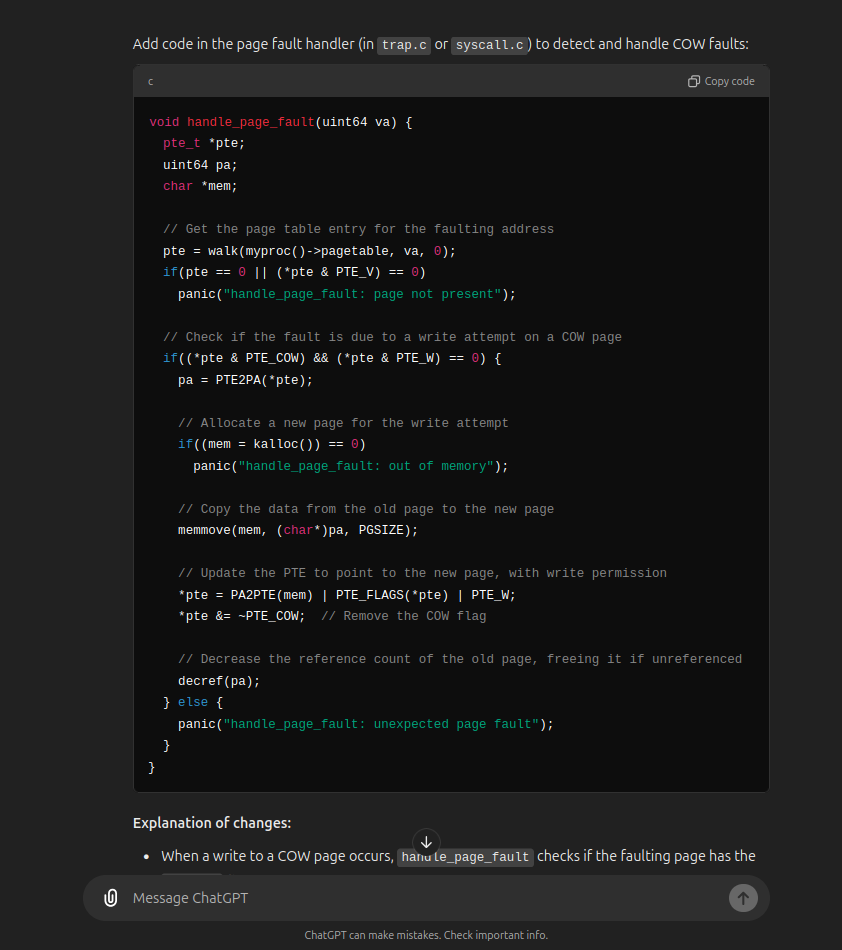 Add code in the page fault handler (in trap.c or syscall.c) to detect and handle COW faults:
c
Copy code
void handle_page_fault(uint64 va) {
  pte_t *pte;
  uint64 pa;
  char *mem;

  // Get the page table entry for the faulting address
  pte = walk(myproc()->pagetable, va, 0);
  if(pte == 0 || (*pte & PTE_V) == 0)
    panic("handle_page_fault: page not present");

  // Check if the fault is due to a write attempt on a COW page
  if((*pte & PTE_COW) && (*pte & PTE_W) == 0) {
    pa = PTE2PA(*pte);

    // Allocate a new page for the write attempt
    if((mem = kalloc()) == 0)
      panic("handle_page_fault: out of memory");

    // Copy the data from the old page to the new page
    memmove(mem, (char*)pa, PGSIZE);

    // Update the PTE to point to the new page, with write permission
    *pte = PA2PTE(mem) | PTE_FLAGS(*pte) | PTE_W;
    *pte &= ~PTE_COW;  // Remove the COW flag

    // Decrease the reference count of the old page, freeing it if unreferenced
    decref(pa);
  } else {
    panic("handle_page_fault: unexpected page fault");
  }
}
Explanation of changes:
• When a write to a COW page occurs, handle_page_fault checks if the faulting page has the
Message ChatGPT
ChatGPT can make mistakes. Check important info.